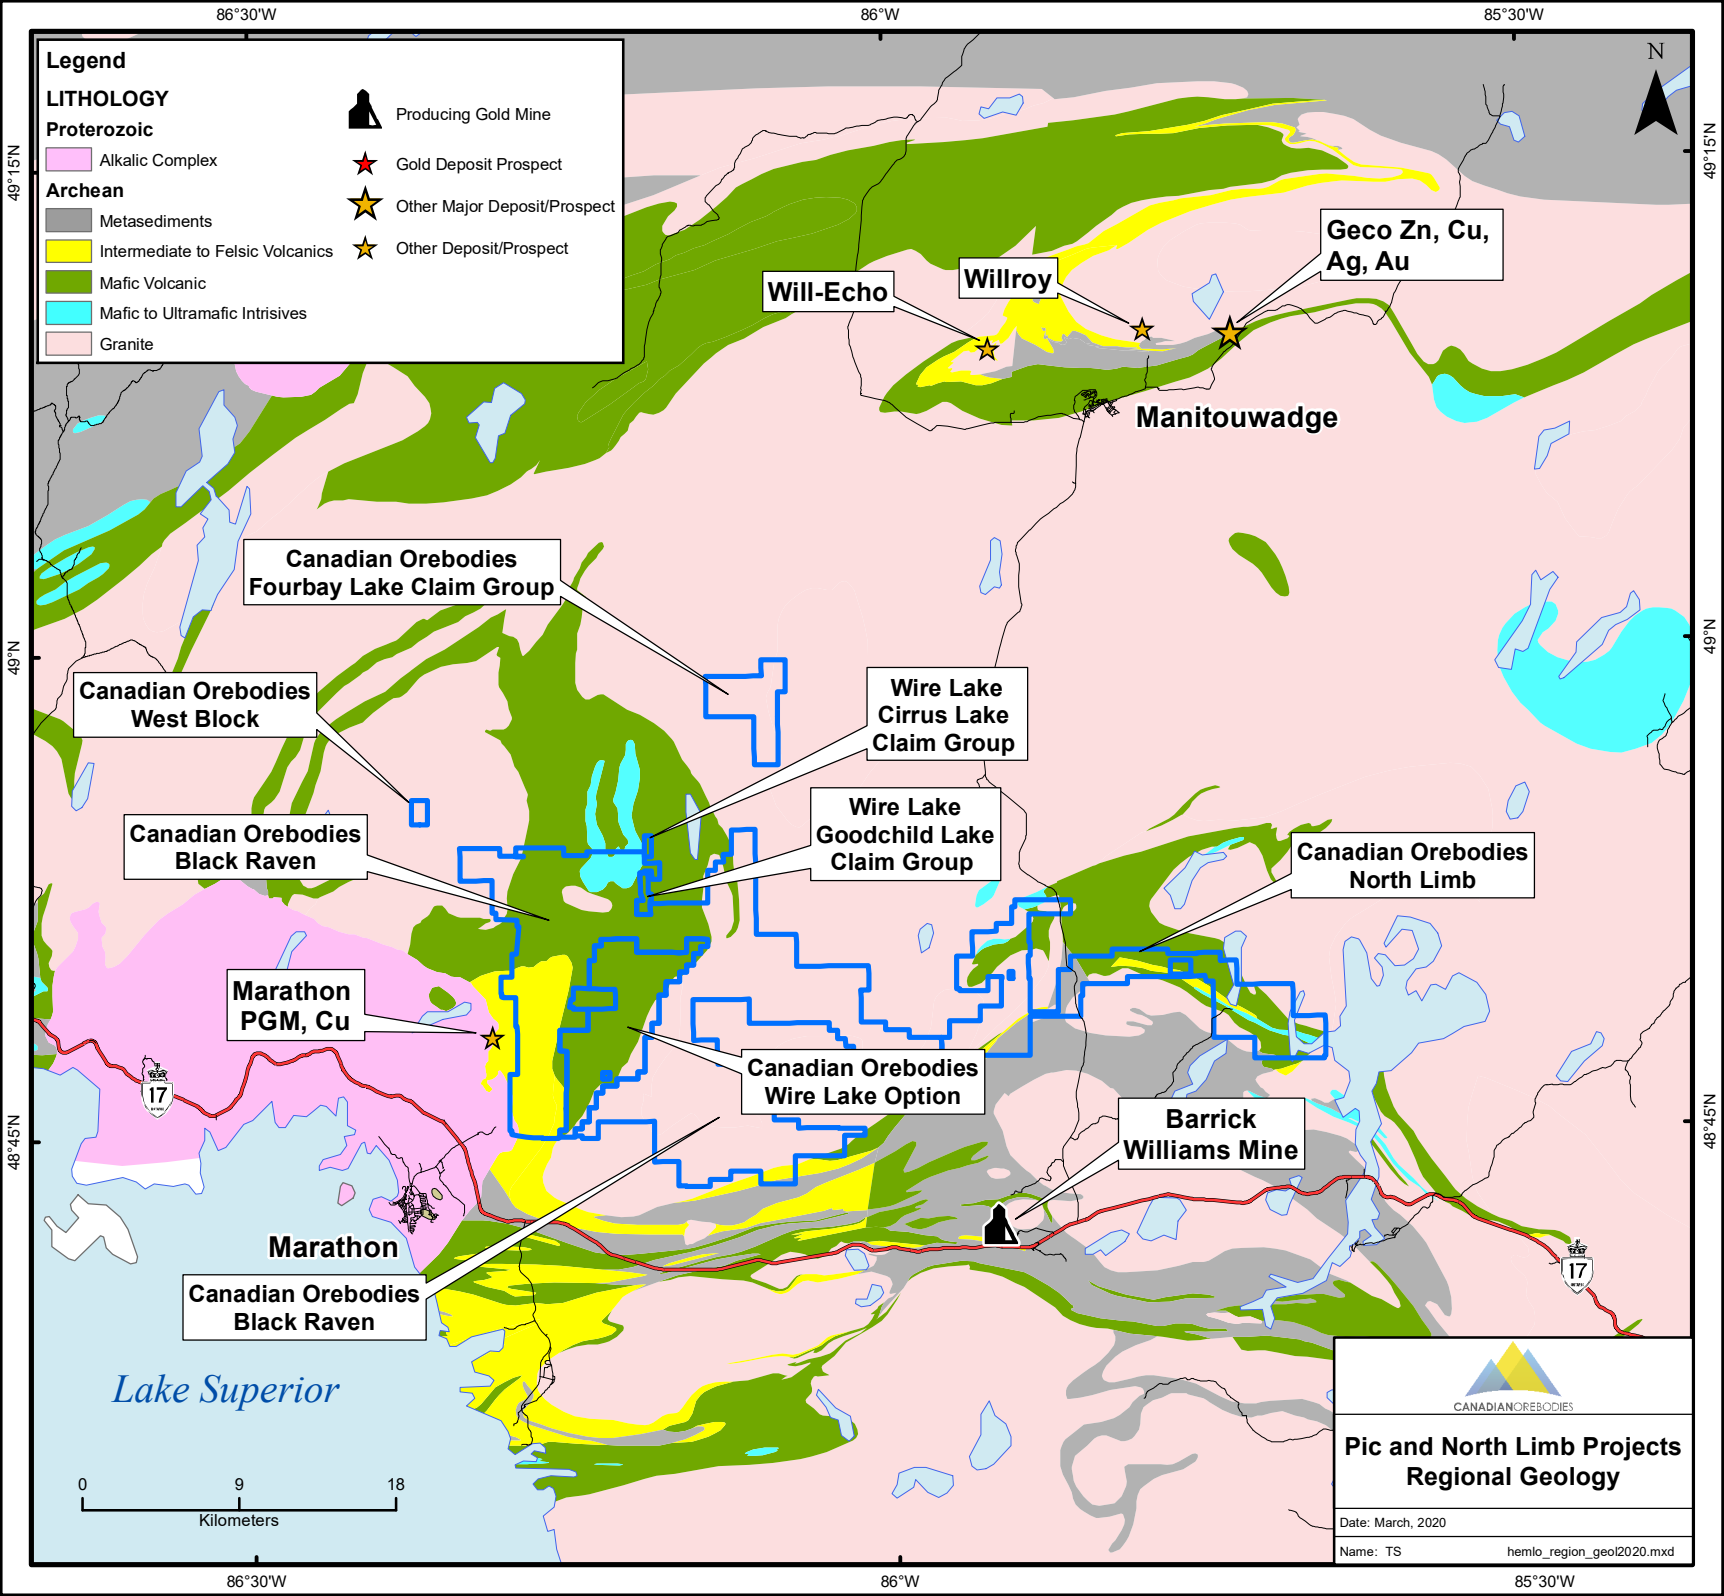 86°30'W
86°W
85°30'W
Legend
LITHOLOGY
Proterozoic
Alkalic Complex
Archean
Metasediments
Intermediate to Felsic Volcanics
Mafic Volcanic
Mafic to Ultramafic Intrisives
Granite
Producing Gold Mine
Gold Deposit Prospect
Other Major Deposit/Prospect
Other Deposit/Prospect
N
49°15'N
49°15'N
Geco Zn, Cu,
Ag, Au
Willroy
Will-Echo
Manitouwadge
Canadian Orebodies
Fourbay Lake Claim Group
49°N
49°N
Canadian Orebodies
West Block
Wire Lake
Cirrus Lake
Claim Group
Wire Lake
Goodchild Lake
Claim Group
Canadian Orebodies
Black Raven
Canadian Orebodies
North Limb
Marathon
PGM, Cu
Canadian Orebodies
Wire Lake Option
17
48°45'N
48°45'N
Barrick
Williams Mine
Marathon
17
Canadian Orebodies
Black Raven
Lake Superior
0 9 18
Kilometers
CANADIANOREBODIES
Pic and North Limb Projects
Regional Geology
Date: March, 2020
Name: TS hemlo_region_geol2020.mxd
86°30'W
86°W
85°30'W